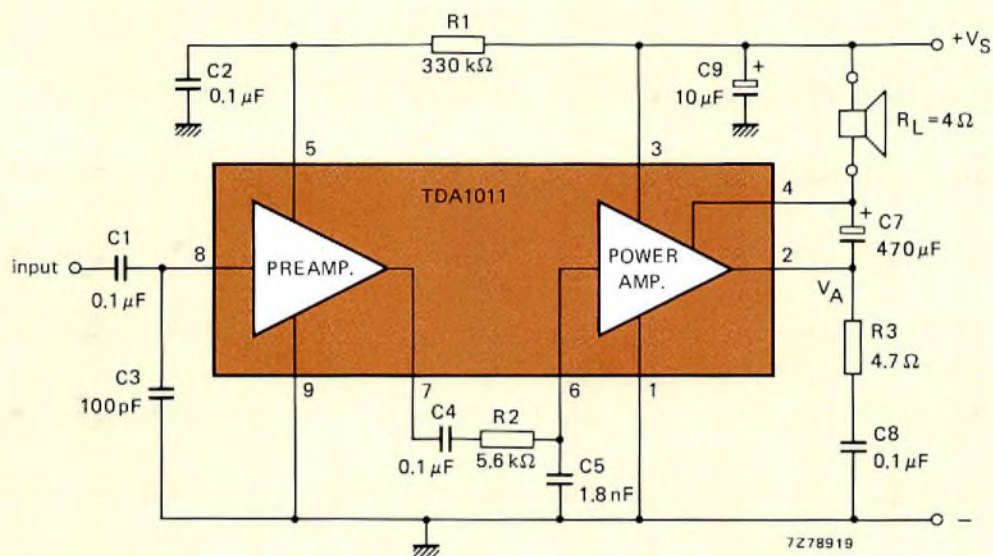 R1
330 kΩ
+VS
C2
0.1 μF
C9
+
10 μF
RL = 4 Ω
5
3
4
TDA1011
+
C7
470 μF
C1
input
8
PREAMP.
POWER
AMP.
2
0.1 μF
VA
R3
4.7 Ω
C3
100 pF
9
7
6
1
C4
R2
0.1 μF
5,6 kΩ
C5
1.8 nF
C8
0.1 μF
–
7Z78919